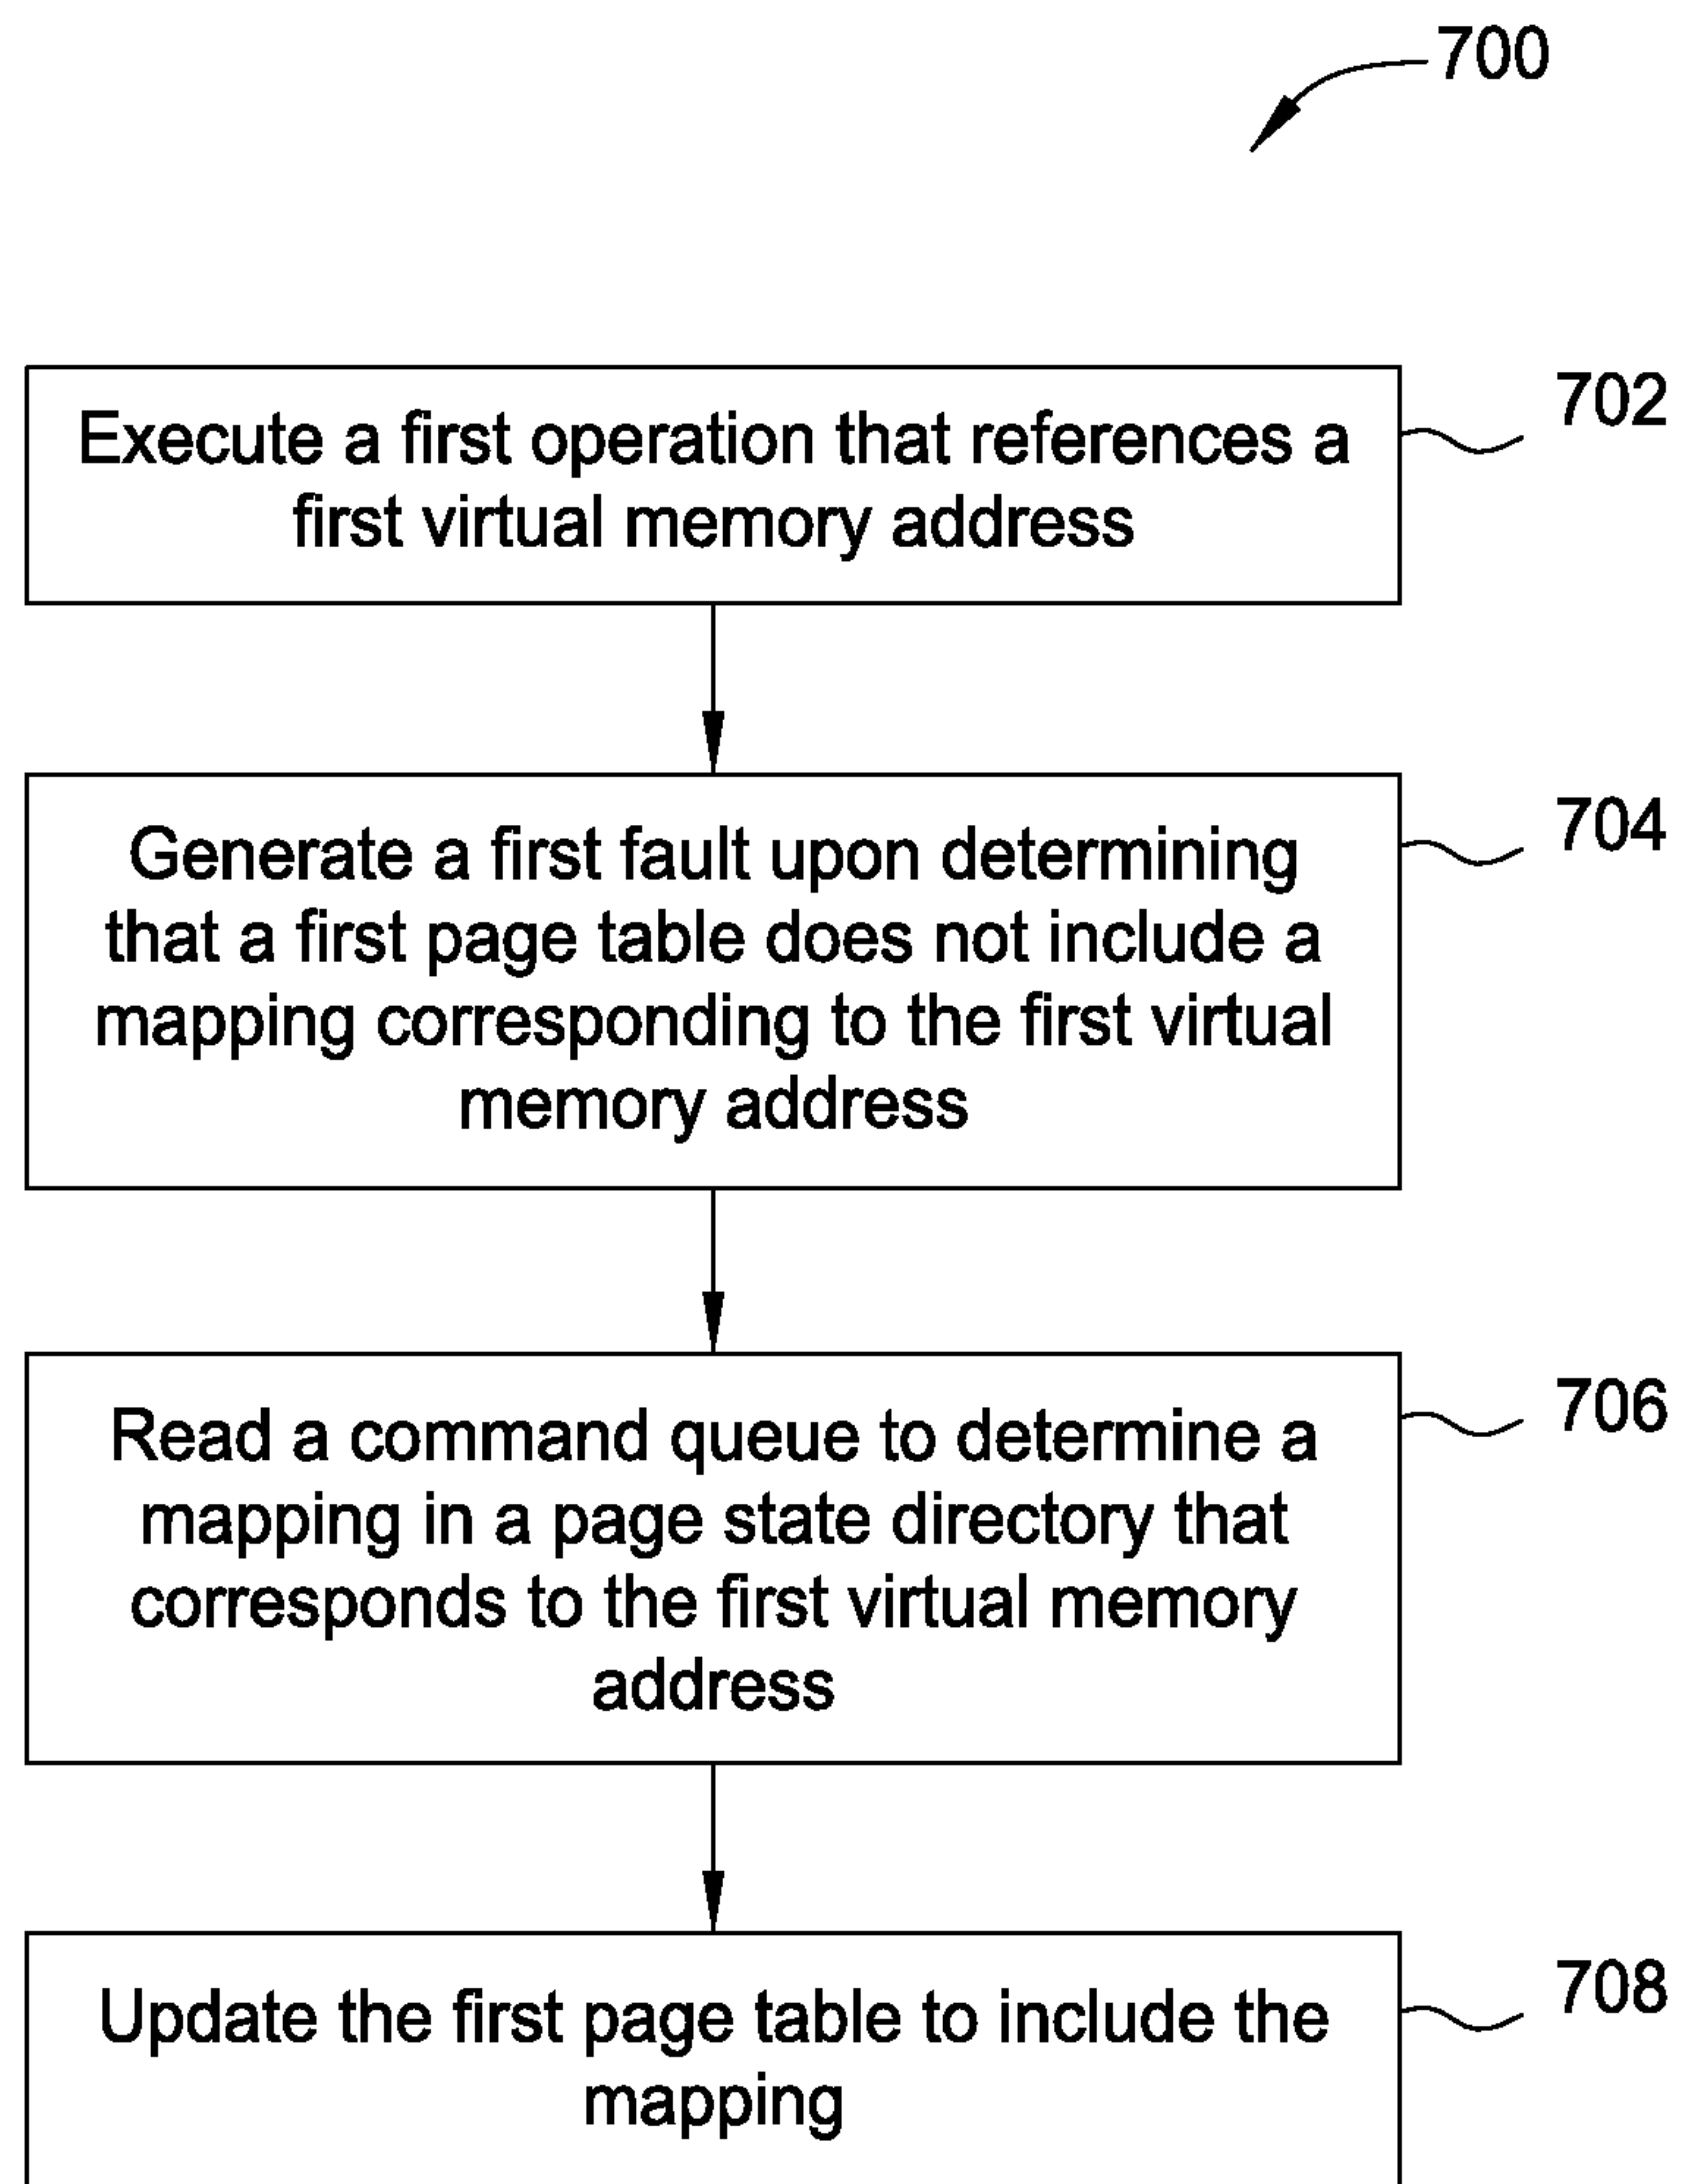 700
Execute a first operation that references a
first virtual memory address
702
Generate a first fault upon determining
that a first page table does not include a
mapping corresponding to the first virtual
memory address
704
Read a command queue to determine a
mapping in a page state directory that
corresponds to the first virtual memory
address
706
Update the first page table to include the
mapping
708